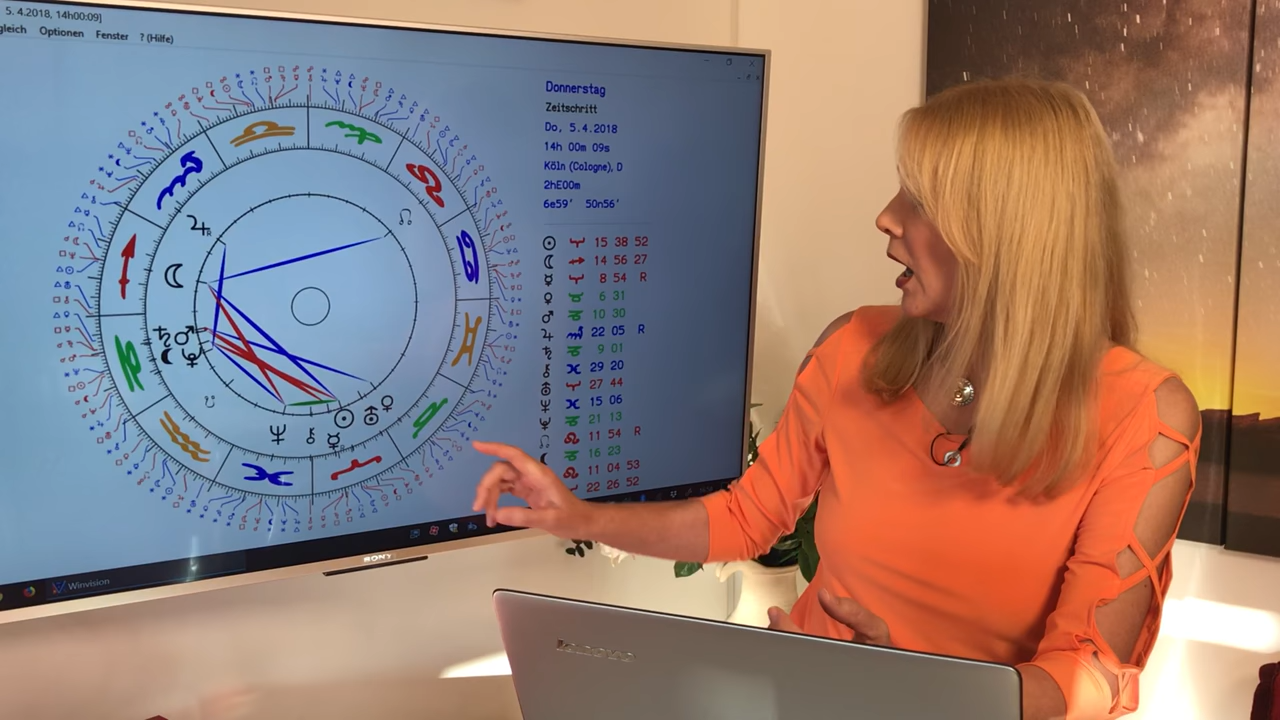 5.4.2018, 14h00:09]
gleich Optionen Fenster ? (Hilfe)
Donnerstag
Zeitschritt
Do, 5.4.2018
14h 00m 09s
Köln (Cologne), D
2hE00m
6e59' 50n56'
15 38 52
14 56 27
8 54 R
6 31
10 30
22 05 R
9 01
29 20
27 44
15 06
21 13
11 54 R
16 23
11 04 53
22 26 52
SONY
Winvision
lenovo